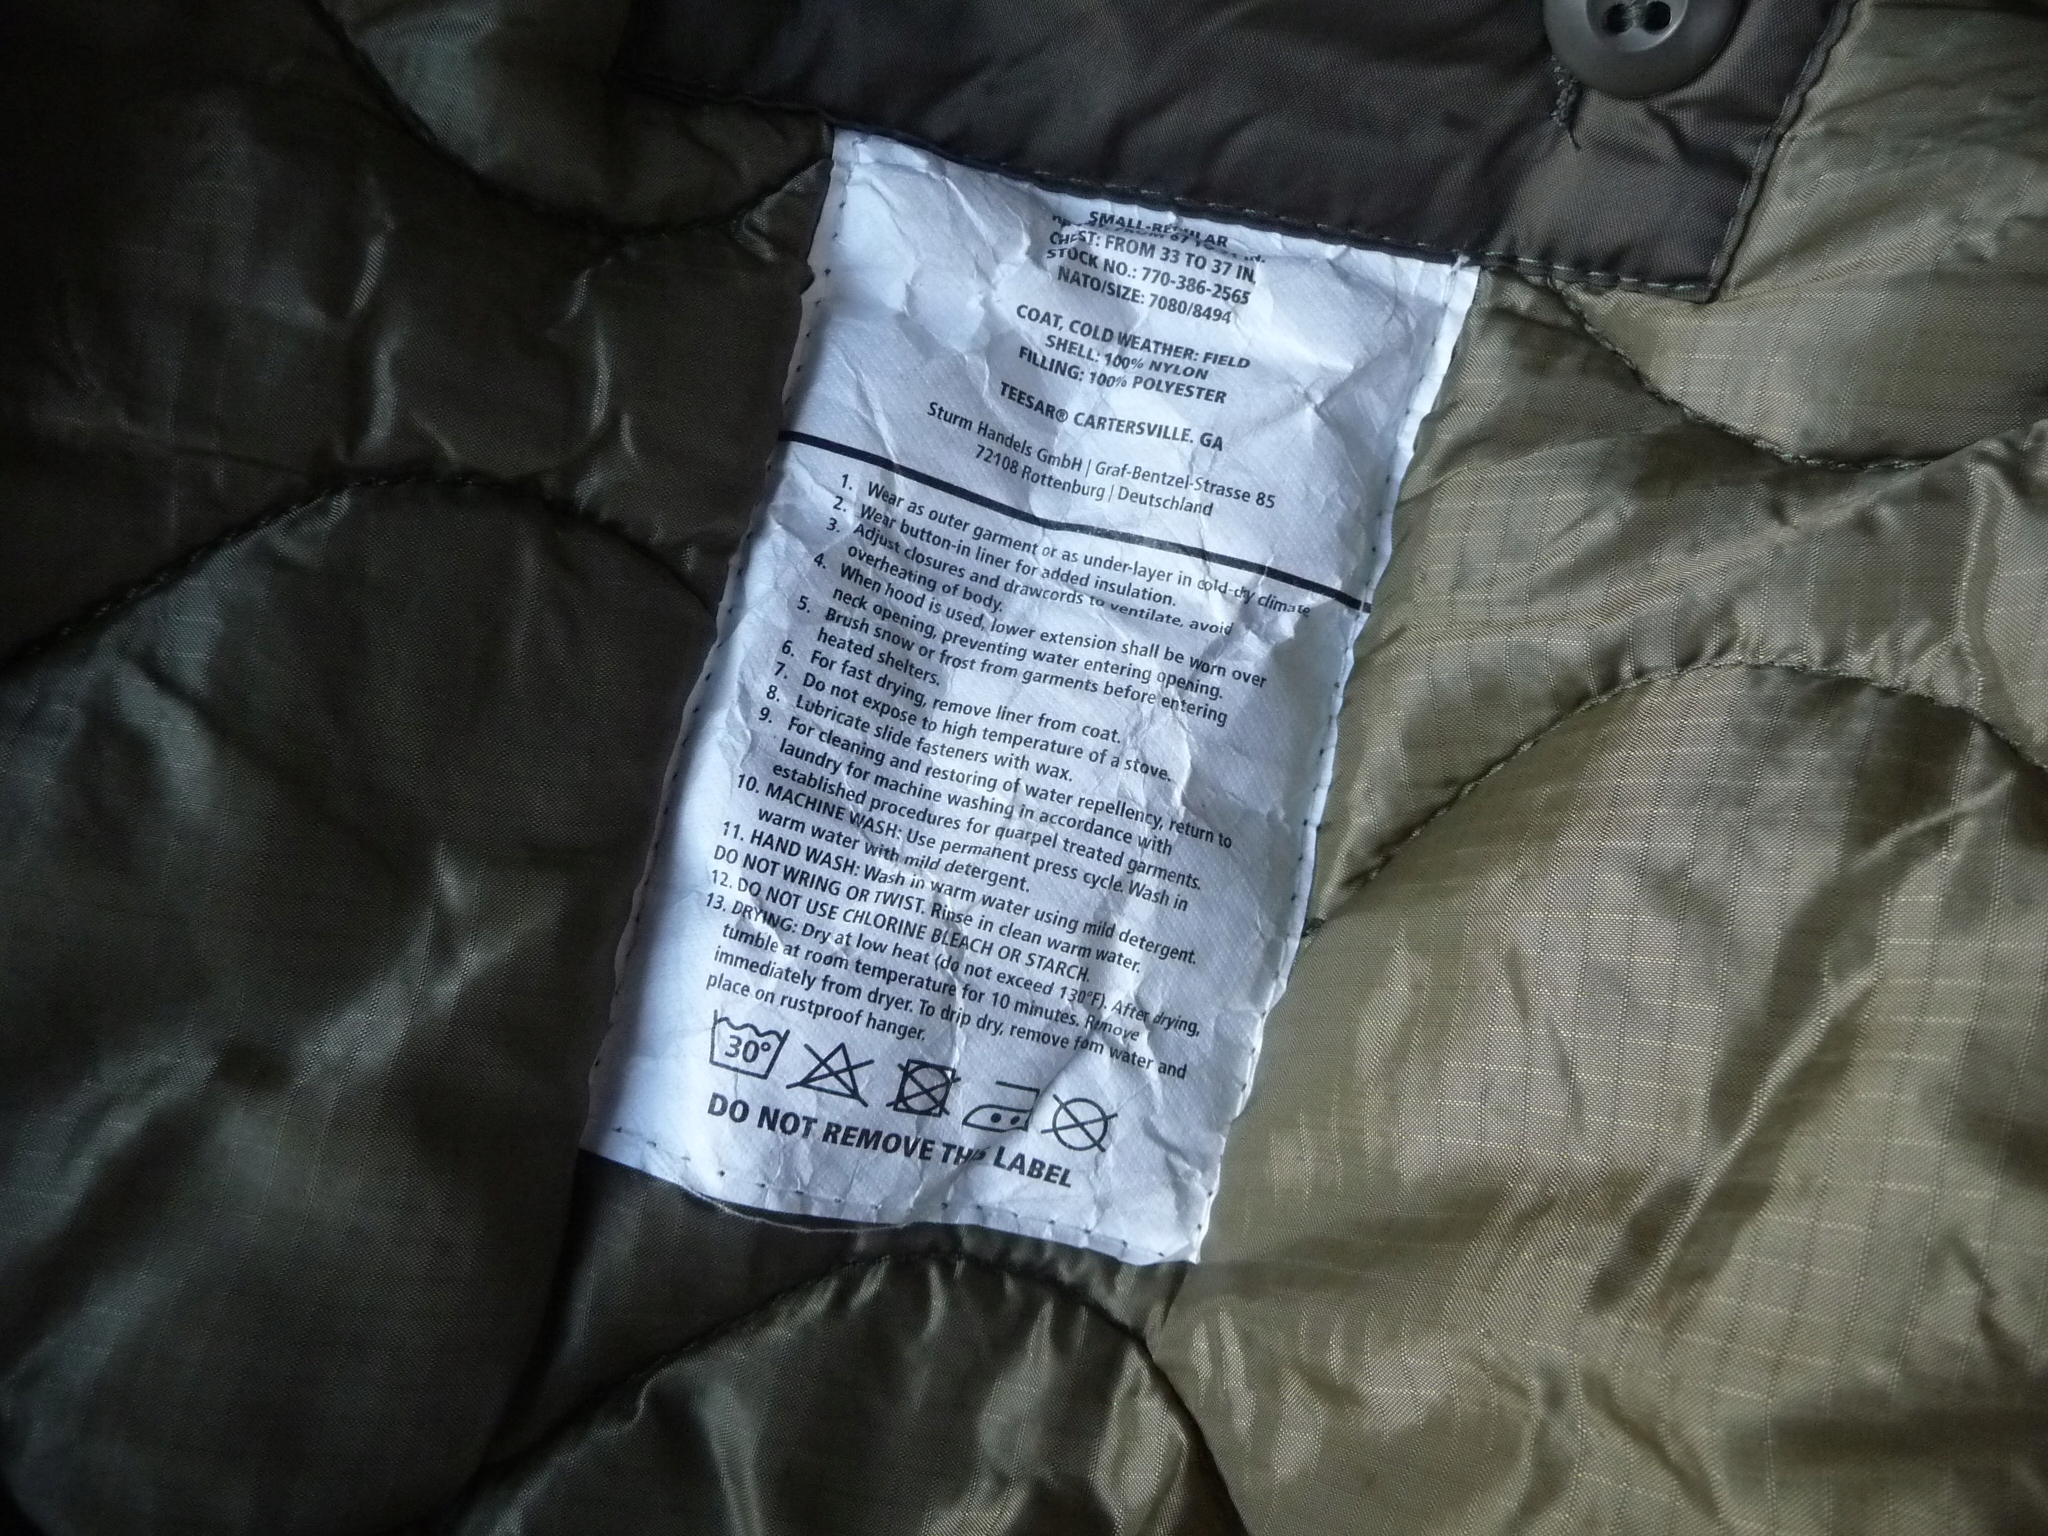 SMALL-REGULAR
CHEST: FROM 33 TO 37 IN.
STOCK NO.: 770-386-2565
NATO/SIZE: 7080/8494
COAT, COLD WEATHER: FIELD
SHELL: 100% NYLON
FILLING: 100% POLYESTER
TEESAR® CARTERSVILLE. GA
Sturm Handels GmbH | Graf-Bentzel-Strasse 85
72108 Rottenburg | Deutschland
1. Wear as outer garment or as under-layer in cold-dry climate
2. Wear button-in liner for added insulation.
3. Adjust closures and drawcords to ventilate, avoid
overheating of body.
4. When hood is used, lower extension shall be worn over
neck opening, preventing water entering opening.
5. Brush snow or frost from garments before entering
heated shelters.
6. For fast drying, remove liner from coat.
7. Do not expose to high temperature of a stove.
8. Lubricate slide fasteners with wax.
9. For cleaning and restoring of water repellency, return to
laundry for machine washing in accordance with
established procedures for quarpel treated garments.
10. MACHINE WASH: Use permanent press cycle. Wash in
warm water with mild detergent.
11. HAND WASH: Wash in warm water using mild detergent.
DO NOT WRING OR TWIST. Rinse in clean warm water.
12. DO NOT USE CHLORINE BLEACH OR STARCH.
13. DRYING: Dry at low heat (do not exceed 130°F). After drying,
tumble at room temperature for 10 minutes. Remove
immediately from dryer. To drip dry, remove fom water and
place on rustproof hanger.
30°
DO NOT REMOVE THIS LABEL